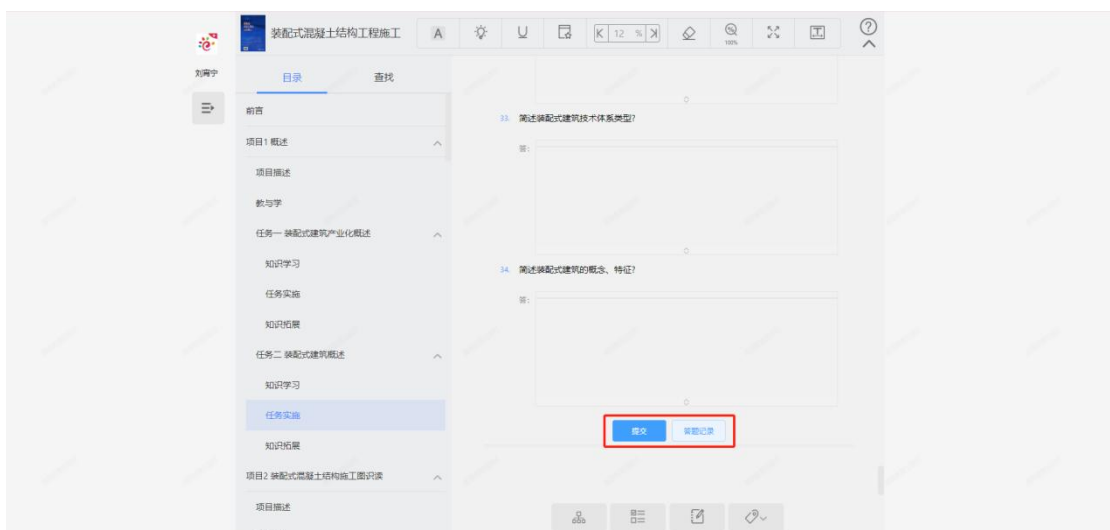 装配式混凝土结构工程施工
A
12 %
100%
刘宵宁
目录 查找
前言
项目1 概述
项目描述
教与学
任务一 装配式建筑产业化概述
知识学习
任务实施
知识拓展
任务二 装配式建筑概述
知识学习
任务实施
知识拓展
项目2 装配式混凝土结构施工图识读
项目描述
33. 简述装配式建筑技术体系类型?
答:
34. 简述装配式建筑的概念、特征?
答:
提交 答题记录